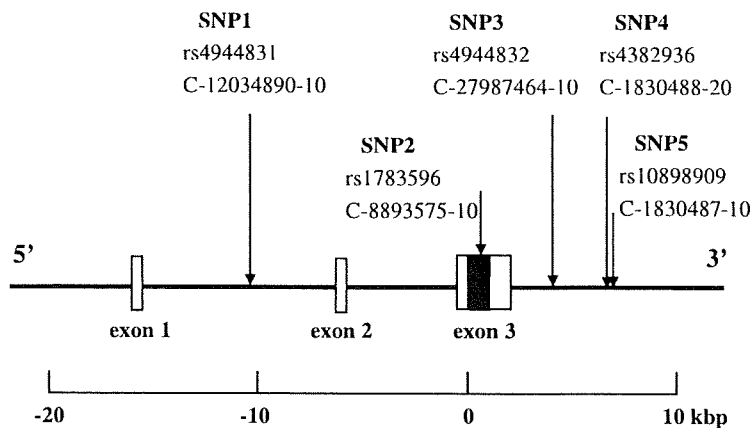 SNP1
rs4944831
C-12034890-10
SNP3
rs4944832
C-27987464-10
SNP4
rs4382936
C-1830488-20
SNP2
rs1783596
C-8893575-10
SNP5
rs10898909
C-1830487-10
5’
3’
exon 1
exon 2
exon 3
-20
-10
0
10 kbp